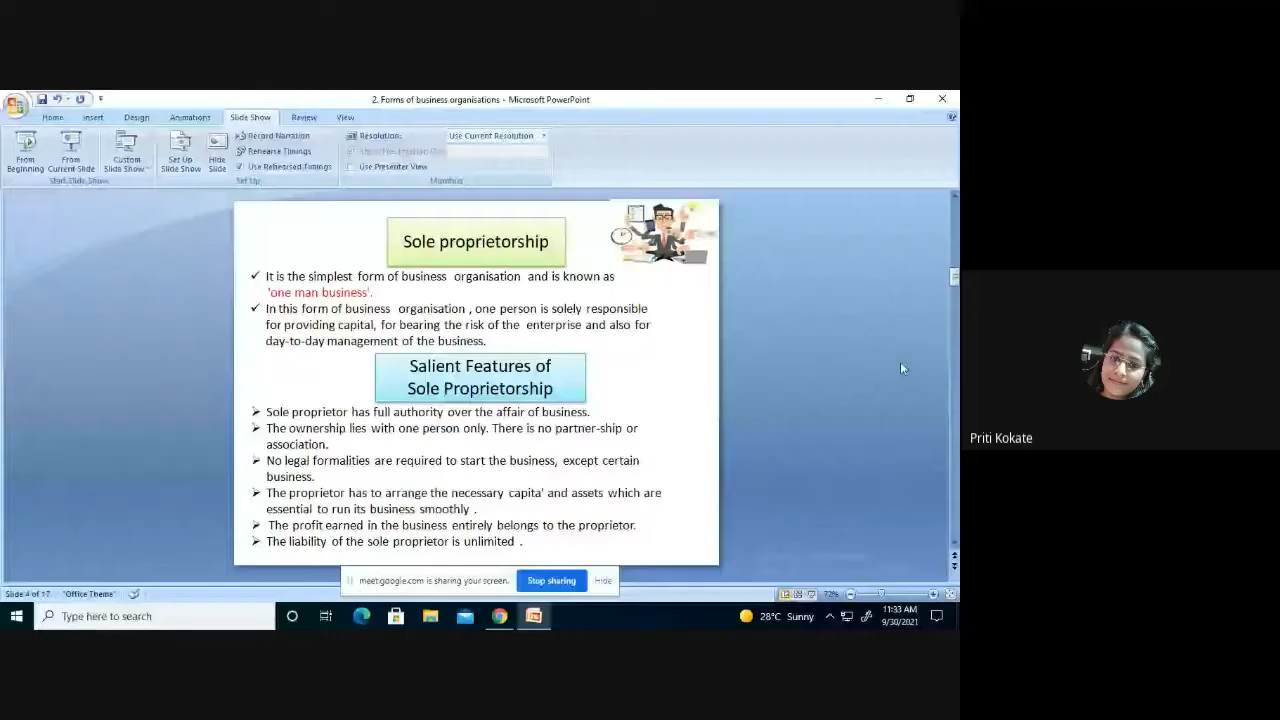 2. Forms of business organisations - Microsoft PowerPoint
Home Insert Design Animations Slide Show Review View
From Beginning
From Current Slide
Custom Slide Show
Start Slide Show
Set Up Slide Show
Hide Slide
Record Narration
Rehearse Timings
Use Rehearsed Timings
Set Up
Resolution: Use Current Resolution
Use Presenter View
Monitors
Sole proprietorship
✓ It is the simplest form of business organisation and is known as
'one man business'.
✓ In this form of business organisation , one person is solely responsible
for providing capital, for bearing the risk of the enterprise and also for
day-to-day management of the business.
Salient Features of
Sole Proprietorship
➢ Sole proprietor has full authority over the affair of business.
➢ The ownership lies with one person only. There is no partner-ship or
association.
➢ No legal formalities are required to start the business, except certain
business.
➢ The proprietor has to arrange the necessary capita' and assets which are
essential to run its business smoothly .
➢ The profit earned in the business entirely belongs to the proprietor.
➢ The liability of the sole proprietor is unlimited .
meet.google.com is sharing your screen. Stop sharing Hide
Slide 4 of 17 "Office Theme" 72%
Type here to search
28°C Sunny
11:33 AM
9/30/2021
Priti Kokate